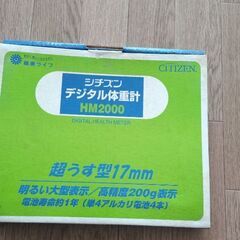 CITIZEN
シチズン
デジタル体重計
HM2000
DIGITAL HEALTH METER
超うす型17mm
明るい大型表示/高精度200g表示
電池寿命約1年(単4アルカリ電池4本)